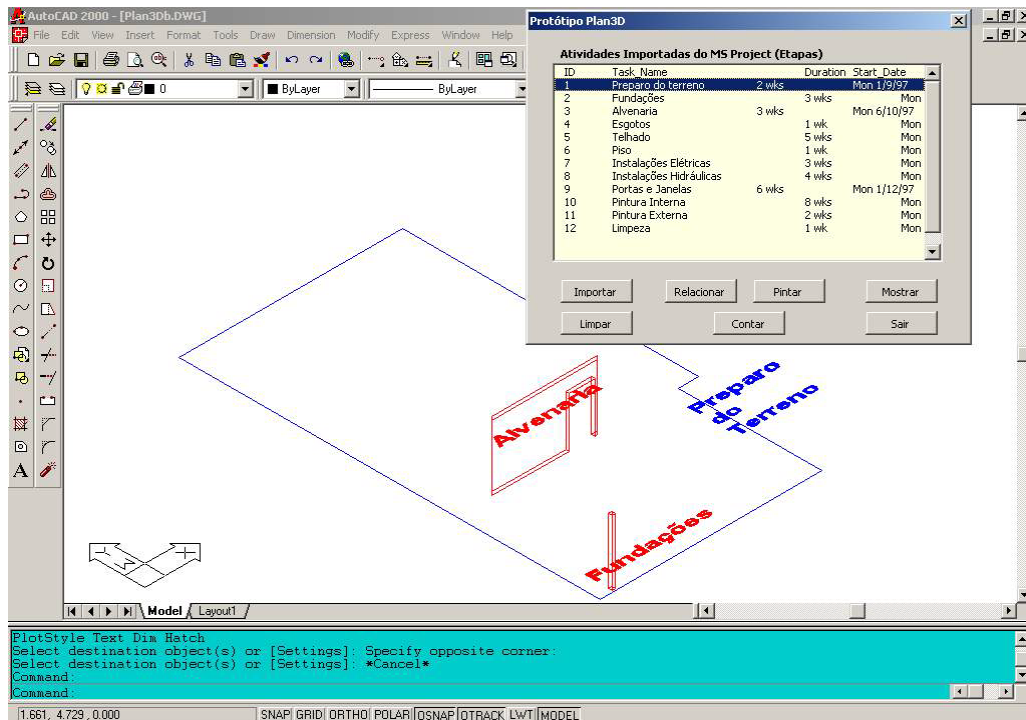 AutoCAD 2000 - [Plan3Db.DWG]
File Edit View Insert Format Tools Draw Dimension Modify Express Window Help
0 ByLayer ByLayer
Protótipo Plan3D
Atividades Importadas do MS Project (Etapas)
ID Task_Name Duration Start_Date
1 Preparo do terreno 2 wks Mon 1/9/97
2 Fundações 3 wks Mon
3 Alvenaria 3 wks Mon 6/10/97
4 Esgotos 1 wk Mon
5 Telhado 5 wks Mon
6 Piso 1 wk Mon
7 Instalações Elétricas 3 wks Mon
8 Instalações Hidráulicas 4 wks Mon
9 Portas e Janelas 6 wks Mon 1/12/97
10 Pintura Interna 8 wks Mon
11 Pintura Externa 2 wks Mon
12 Limpeza 1 wk Mon
Importar Relacionar Pintar Mostrar
Limpar Contar Sair
Preparo
do
Terreno
Alvenaria
Fundações
A
W
Model Layout1
PlotStyle Text Dim Hatch
Select destination object(s) or [Settings]: Specify opposite corner:
Select destination object(s) or [Settings]: *Cancel*
Command:
Command:
1.661, 4.729 , 0.000 SNAP GRID ORTHO POLAR OSNAP OTRACK LWT MODEL